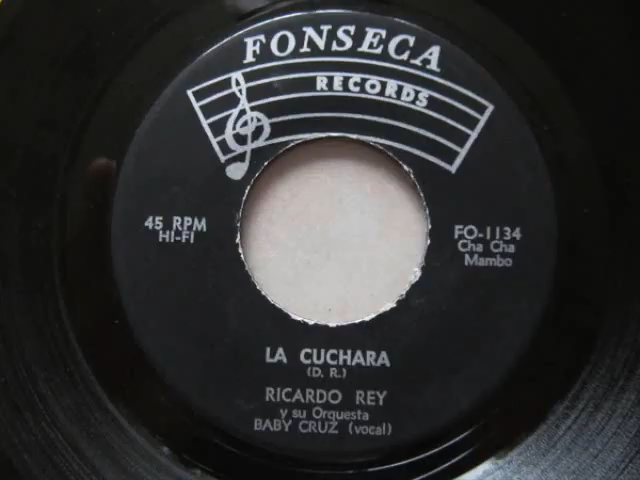 FONSECA
RECORDS
45 RPM
HI-FI
FO-1134
Cha Cha
Mambo
LA CUCHARA
(D. R.)
RICARDO REY
y su Orquesta
BABY CRUZ (vocal)